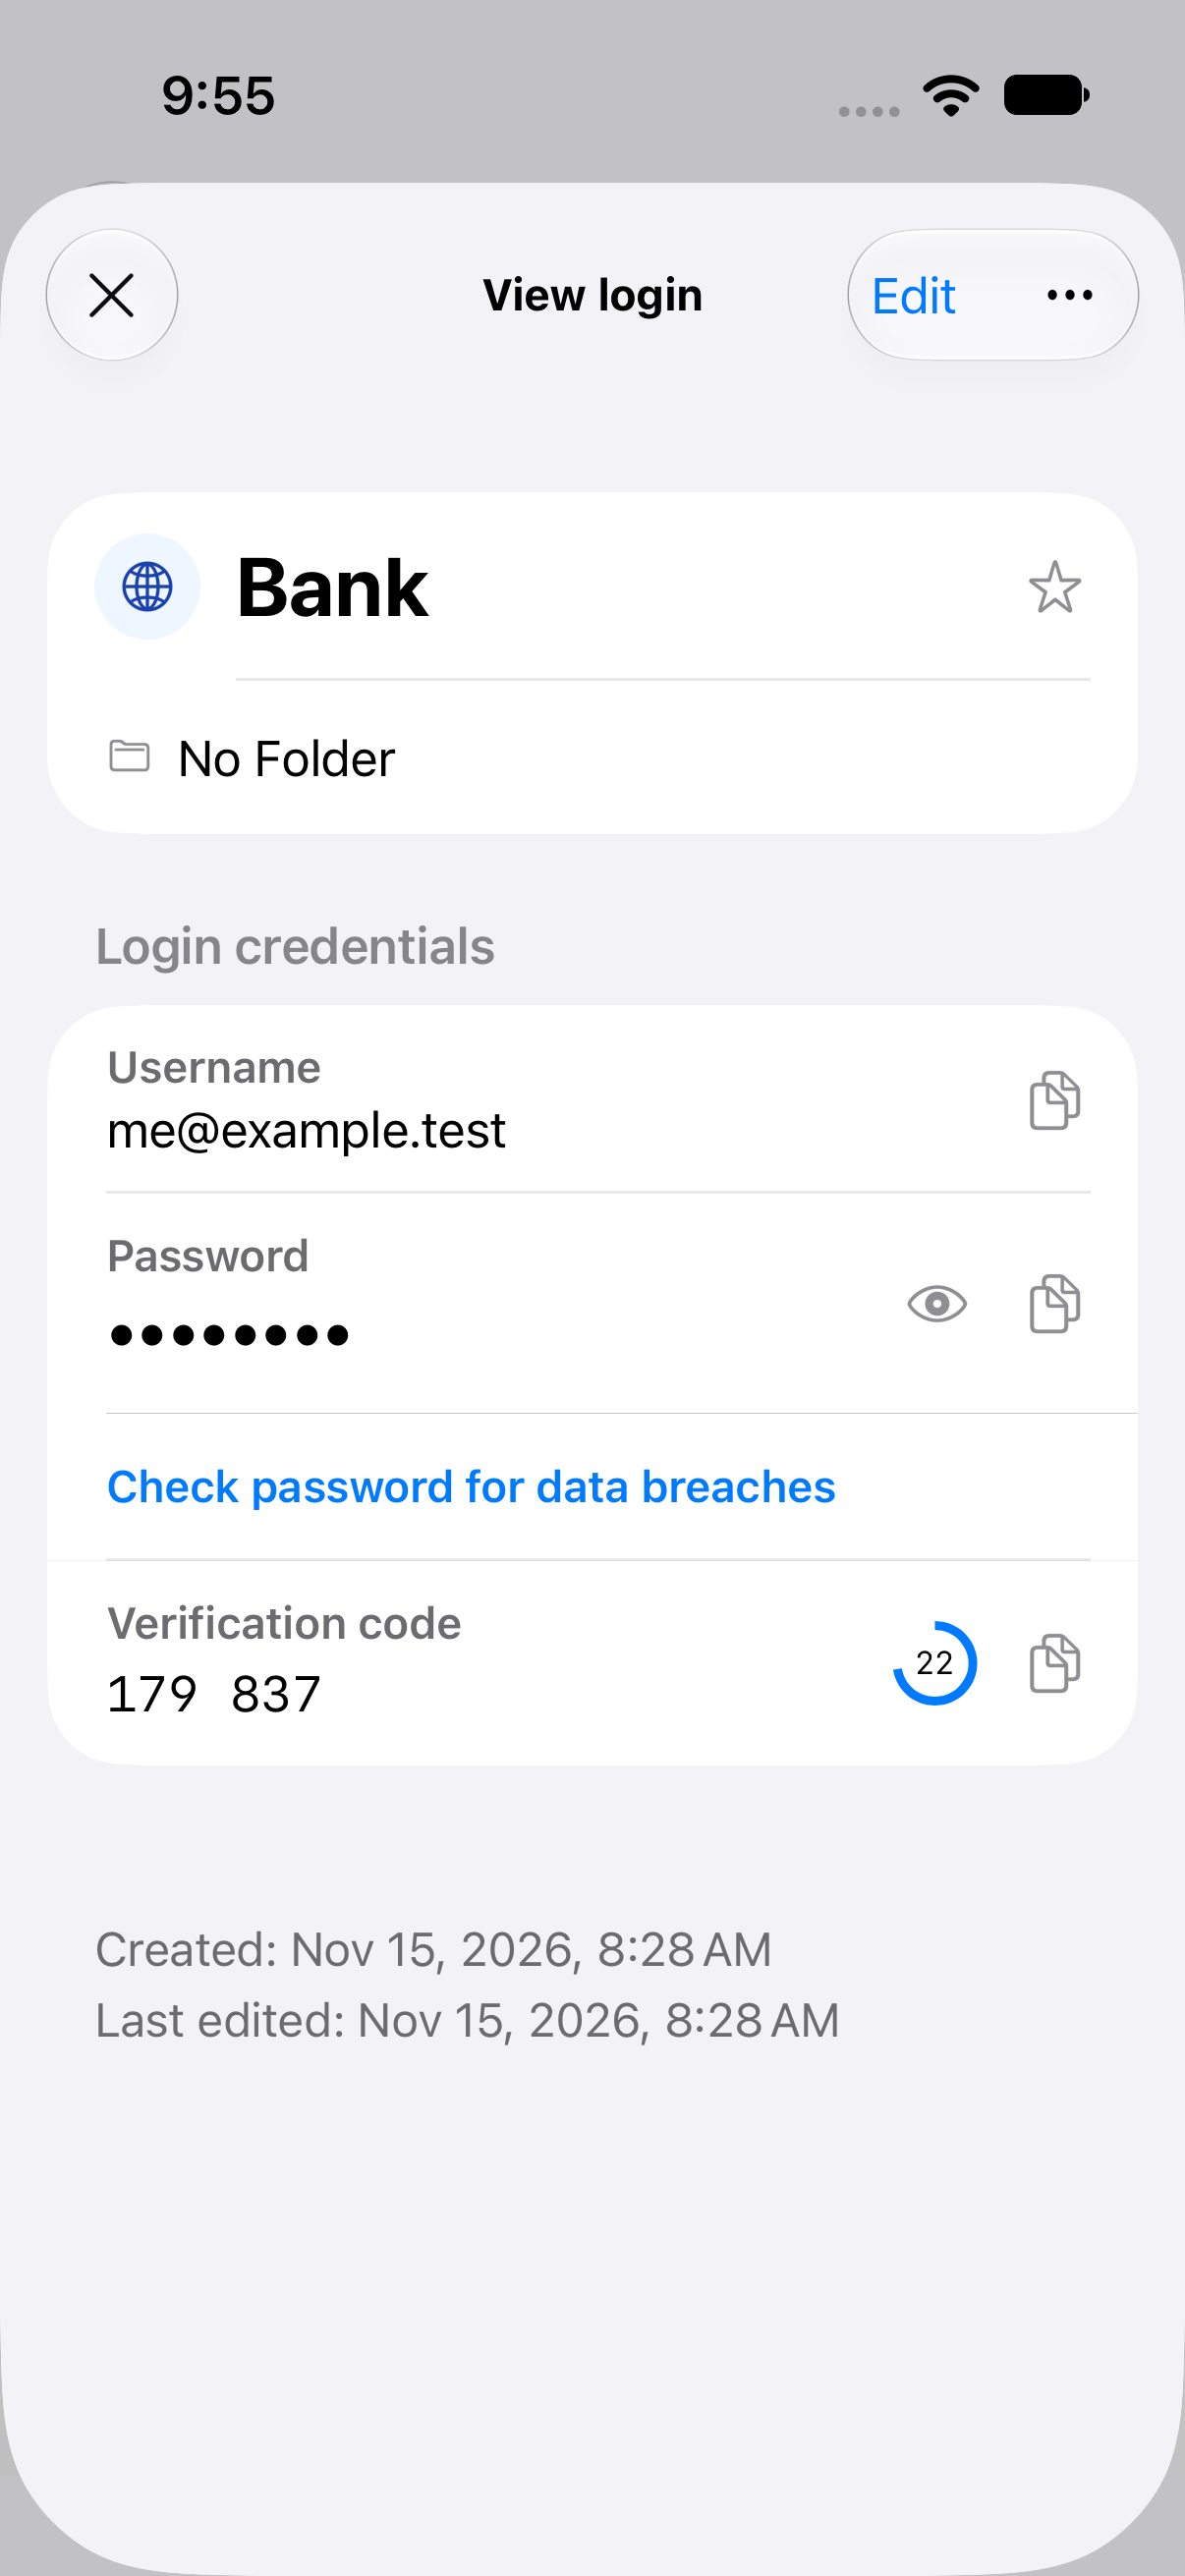 9:55
View login
Edit
Bank
No Folder
Login credentials
Username
me@example.test
Password
••••••••
Check password for data breaches
Verification code
179 837
22
Created: Nov 15, 2026, 8:28 AM
Last edited: Nov 15, 2026, 8:28 AM